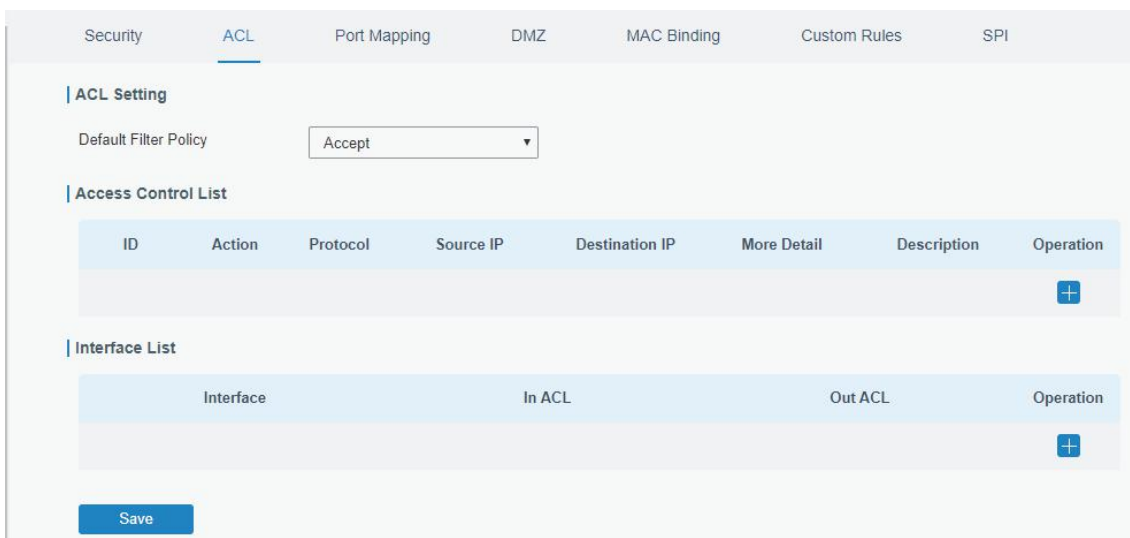 Security ACL Port Mapping DMZ MAC Binding Custom Rules SPI
ACL Setting
Default Filter Policy Accept
Access Control List
ID Action Protocol Source IP Destination IP More Detail Description Operation
Interface List
Interface In ACL Out ACL Operation
Save